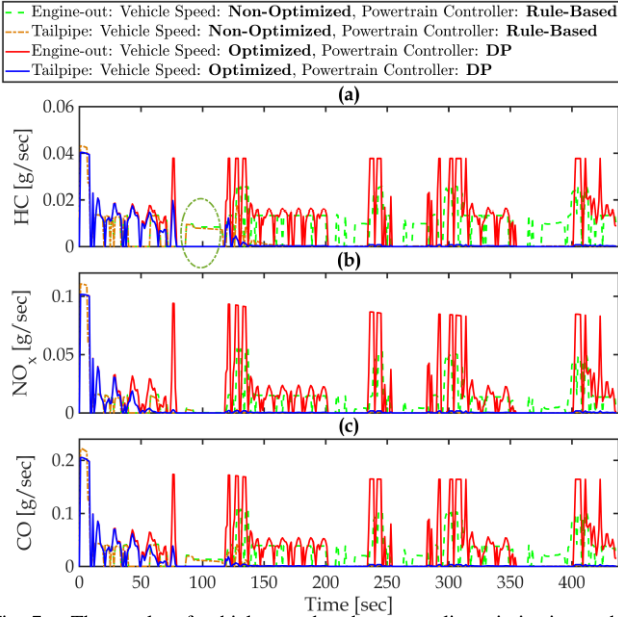 Engine-out: Vehicle Speed: Non-Optimized, Powertrain Controller: Rule-Based
Tailpipe: Vehicle Speed: Non-Optimized, Powertrain Controller: Rule-Based
Engine-out: Vehicle Speed: Optimized, Powertrain Controller: DP
Tailpipe: Vehicle Speed: Optimized, Powertrain Controller: DP
(a)
0.06
0.04
0.02
0
HC [g/sec]
(b)
0.1
0.05
0
NOx [g/sec]
(c)
0.2
0.1
0
CO [g/sec]
0 50 100 150 200 250 300 350 400
Time [sec]